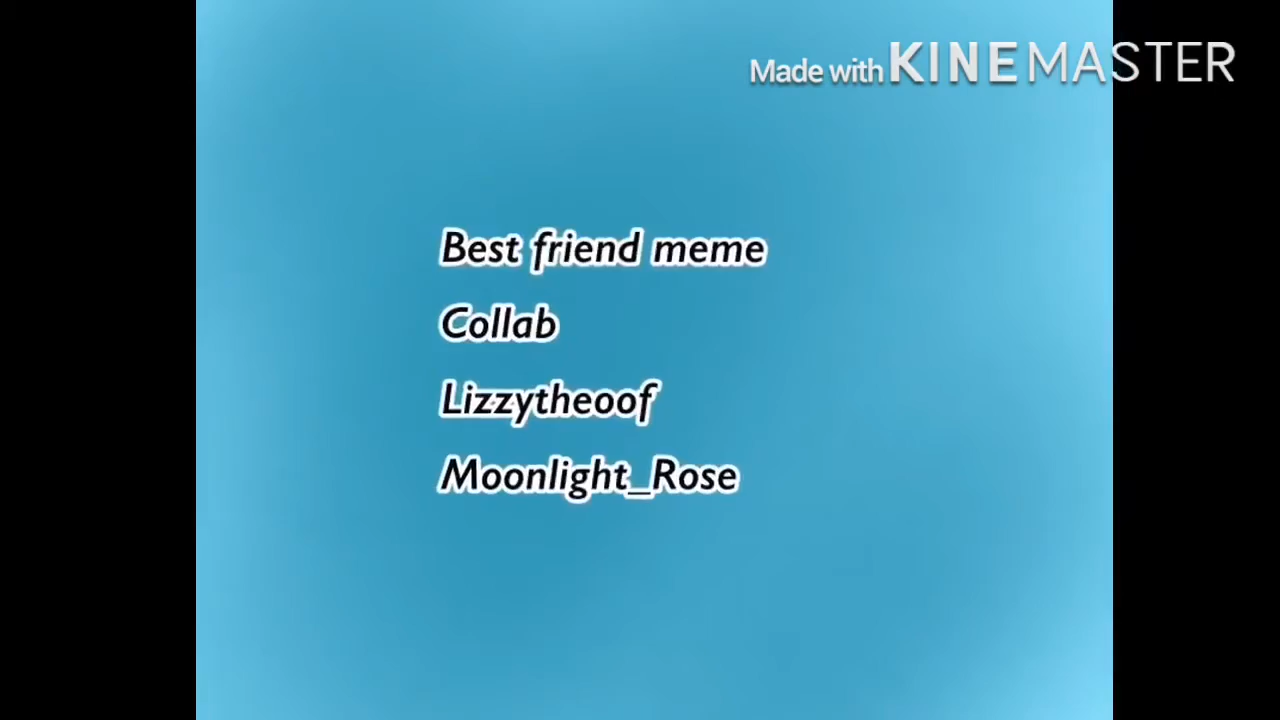 Made with KINEMASTER
Best friend meme
Collab
Lizzytheoof
Moonlight_Rose